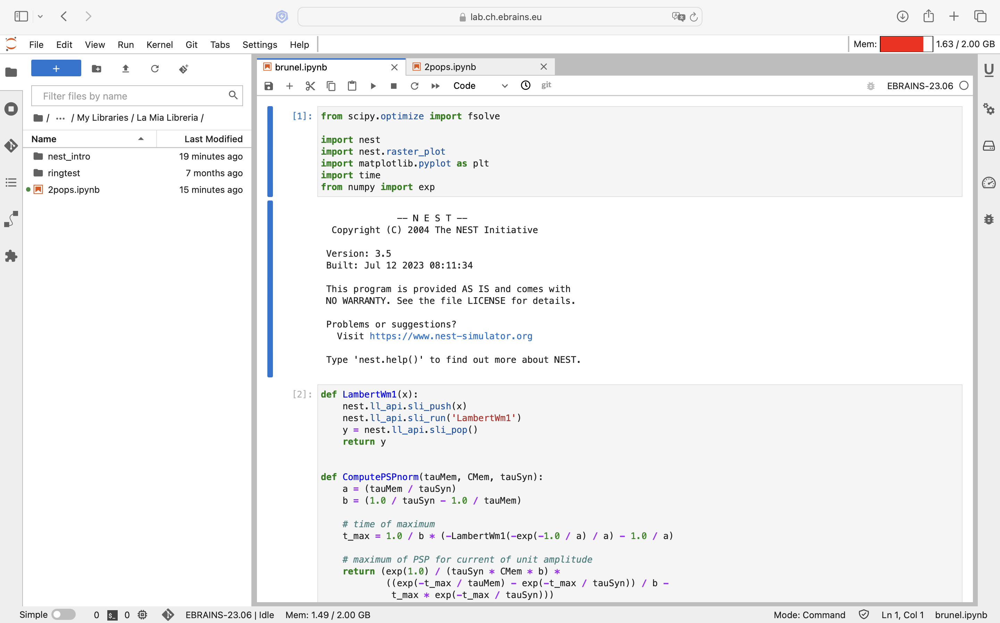 lab.ch.ebrains.eu
File Edit View Run Kernel Git Tabs Settings Help
Mem: 1.63 / 2.00 GB
Filter files by name
/ ··· / My Libraries / La Mia Libreria /
Name Last Modified
nest_intro 19 minutes ago
ringtest 7 months ago
2pops.ipynb 15 minutes ago
brunel.ipynb 2pops.ipynb
Code git EBRAINS-23.06
[1]: from scipy.optimize import fsolve
import nest
import nest.raster_plot
import matplotlib.pyplot as plt
import time
from numpy import exp
-- N E S T --
Copyright (C) 2004 The NEST Initiative
Version: 3.5
Built: Jul 12 2023 08:11:34
This program is provided AS IS and comes with
NO WARRANTY. See the file LICENSE for details.
Problems or suggestions?
Visit https://www.nest-simulator.org
Type 'nest.help()' to find out more about NEST.
[2]: def LambertWm1(x):
nest.ll_api.sli_push(x)
nest.ll_api.sli_run('LambertWm1')
y = nest.ll_api.sli_pop()
return y
def ComputePSPnorm(tauMem, CMem, tauSyn):
a = (tauMem / tauSyn)
b = (1.0 / tauSyn - 1.0 / tauMem)
# time of maximum
t_max = 1.0 / b * (-LambertWm1(-exp(-1.0 / a) / a) - 1.0 / a)
# maximum of PSP for current of unit amplitude
return (exp(1.0) / (tauSyn * CMem * b) *
((exp(-t_max / tauMem) - exp(-t_max / tauSyn)) / b -
t_max * exp(-t_max / tauSyn)))
Simple 0 $_ 0 EBRAINS-23.06 | Idle Mem: 1.49 / 2.00 GB Mode: Command Ln 1, Col 1 brunel.ipynb